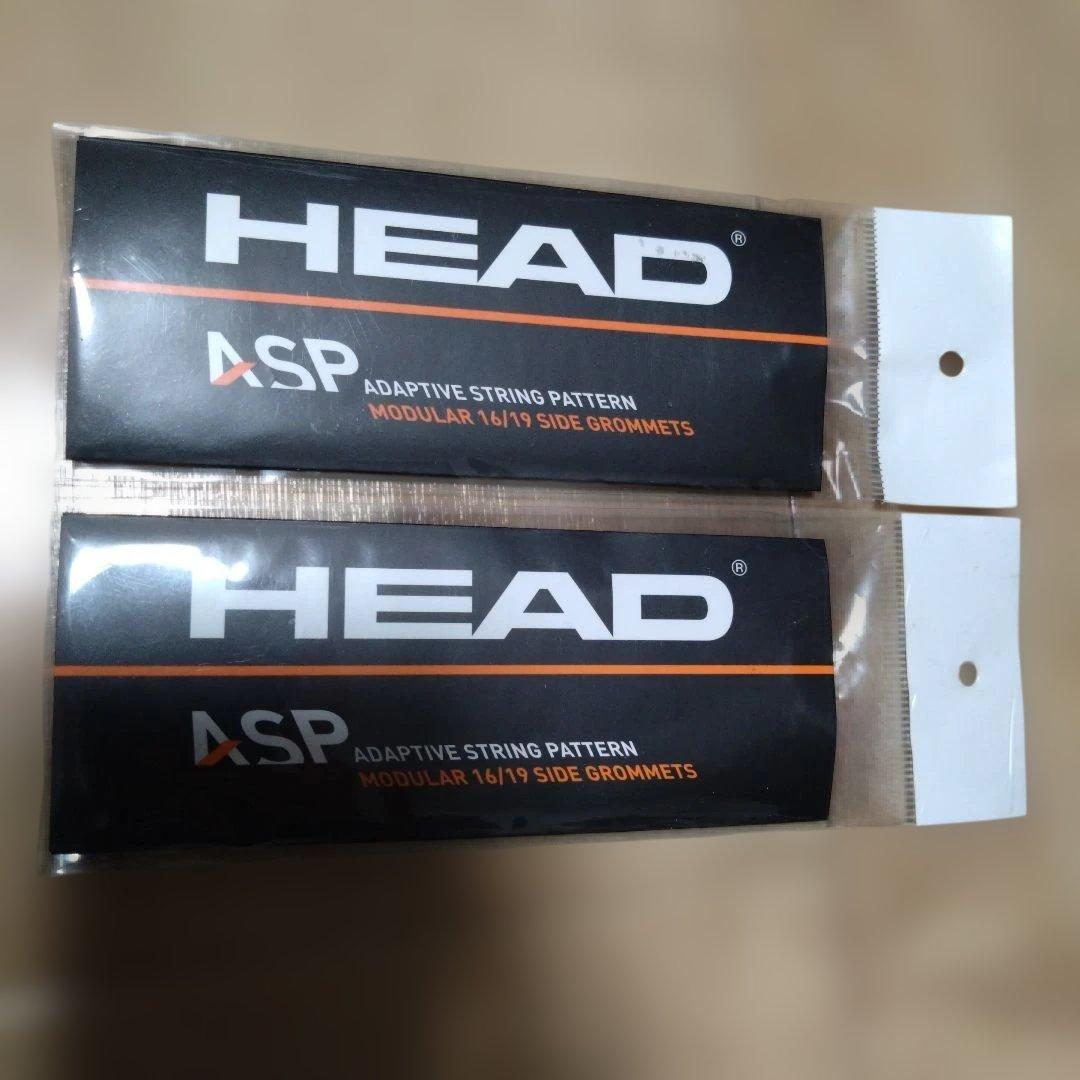 HEAD®
ASP ADAPTIVE STRING PATTERN
MODULAR 16/19 SIDE GROMMETS
HEAD®
ASP ADAPTIVE STRING PATTERN
MODULAR 16/19 SIDE GROMMETS